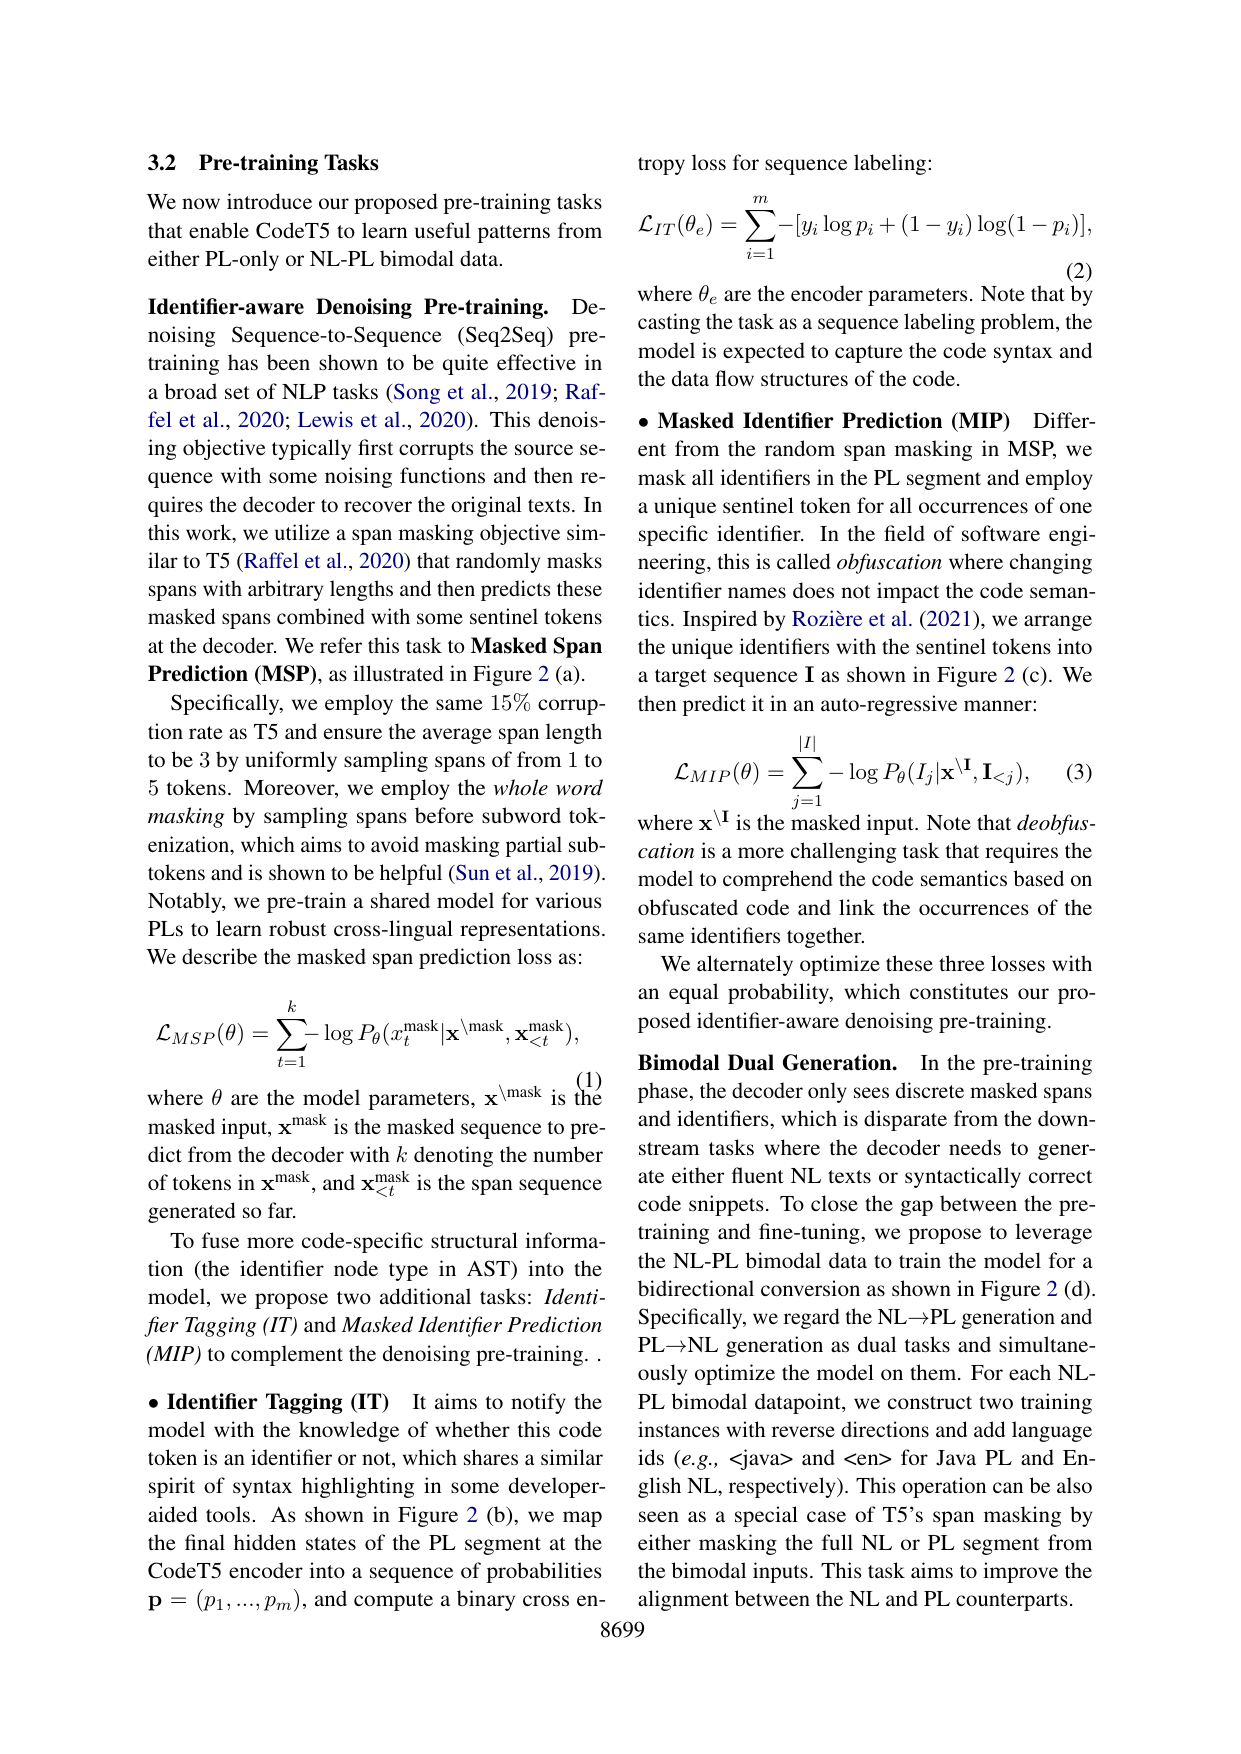 3.2 Pre-training Tasks
We now introduce our proposed pre-training tasks
that enable CodeT5 to learn useful patterns from
either PL-only or NL-PL bimodal data.
Identifier-aware Denoising Pre-training. De-
noising Sequence-to-Sequence (Seq2Seq) pre-
training has been shown to be quite effective in
a broad set of NLP tasks (Song et al., 2019; Raf-
fel et al., 2020; Lewis et al., 2020). This denois-
ing objective typically first corrupts the source se-
quence with some noising functions and then re-
quires the decoder to recover the original texts. In
this work, we utilize a span masking objective sim-
ilar to T5 (Raffel et al., 2020) that randomly masks
spans with arbitrary lengths and then predicts these
masked spans combined with some sentinel tokens
at the decoder. We refer this task to Masked Span
Prediction (MSP), as illustrated in Figure 2 (a).
Specifically, we employ the same 15% corrup-
tion rate as T5 and ensure the average span length
to be 3 by uniformly sampling spans of from 1 to
5 tokens. Moreover, we employ the whole word
masking by sampling spans before subword tok-
enization, which aims to avoid masking partial sub-
tokens and is shown to be helpful (Sun et al., 2019).
Notably, we pre-train a shared model for various
PLs to learn robust cross-lingual representations.
We describe the masked span prediction loss as:
$\mathcal{L}_{MSP}(\theta) = \sum_{t=1}^{k} -\log P_\theta(x_t^{\text{mask}}|\mathbf{x}^{\backslash\text{mask}}, \mathbf{x}_{<t}^{\text{mask}}),$
(1)
where θ are the model parameters, $\mathbf{x}^{\backslash\text{mask}}$ is the
masked input, $\mathbf{x}^{\text{mask}}$ is the masked sequence to pre-
dict from the decoder with k denoting the number
of tokens in $\mathbf{x}^{\text{mask}}$, and $\mathbf{x}_{<t}^{\text{mask}}$ is the span sequence
generated so far.
To fuse more code-specific structural informa-
tion (the identifier node type in AST) into the
model, we propose two additional tasks: Identi-
fier Tagging (IT) and Masked Identifier Prediction
(MIP) to complement the denoising pre-training. .
• Identifier Tagging (IT) It aims to notify the
model with the knowledge of whether this code
token is an identifier or not, which shares a similar
spirit of syntax highlighting in some developer-
aided tools. As shown in Figure 2 (b), we map
the final hidden states of the PL segment at the
CodeT5 encoder into a sequence of probabilities
$\mathbf{p} = (p_1, ..., p_m)$, and compute a binary cross en-
tropy loss for sequence labeling:
$\mathcal{L}_{IT}(\theta_e) = \sum_{i=1}^{m} -[y_i \log p_i + (1 - y_i) \log(1 - p_i)],$
(2)
where $\theta_e$ are the encoder parameters. Note that by
casting the task as a sequence labeling problem, the
model is expected to capture the code syntax and
the data flow structures of the code.
• Masked Identifier Prediction (MIP) Differ-
ent from the random span masking in MSP, we
mask all identifiers in the PL segment and employ
a unique sentinel token for all occurrences of one
specific identifier. In the field of software engi-
neering, this is called obfuscation where changing
identifier names does not impact the code seman-
tics. Inspired by Rozière et al. (2021), we arrange
the unique identifiers with the sentinel tokens into
a target sequence I as shown in Figure 2 (c). We
then predict it in an auto-regressive manner:
$\mathcal{L}_{MIP}(\theta) = \sum_{j=1}^{|I|} -\log P_\theta(I_j|\mathbf{x}^{\backslash\mathbf{I}}, \mathbf{I}_{<j}),$ (3)
where $\mathbf{x}^{\backslash\mathbf{I}}$ is the masked input. Note that deobfus-
cation is a more challenging task that requires the
model to comprehend the code semantics based on
obfuscated code and link the occurrences of the
same identifiers together.
We alternately optimize these three losses with
an equal probability, which constitutes our pro-
posed identifier-aware denoising pre-training.
Bimodal Dual Generation. In the pre-training
phase, the decoder only sees discrete masked spans
and identifiers, which is disparate from the down-
stream tasks where the decoder needs to gener-
ate either fluent NL texts or syntactically correct
code snippets. To close the gap between the pre-
training and fine-tuning, we propose to leverage
the NL-PL bimodal data to train the model for a
bidirectional conversion as shown in Figure 2 (d).
Specifically, we regard the NL→PL generation and
PL→NL generation as dual tasks and simultane-
ously optimize the model on them. For each NL-
PL bimodal datapoint, we construct two training
instances with reverse directions and add language
ids (e.g., &lt;java&gt; and &lt;en&gt; for Java PL and En-
glish NL, respectively). This operation can be also
seen as a special case of T5's span masking by
either masking the full NL or PL segment from
the bimodal inputs. This task aims to improve the
alignment between the NL and PL counterparts.
8699